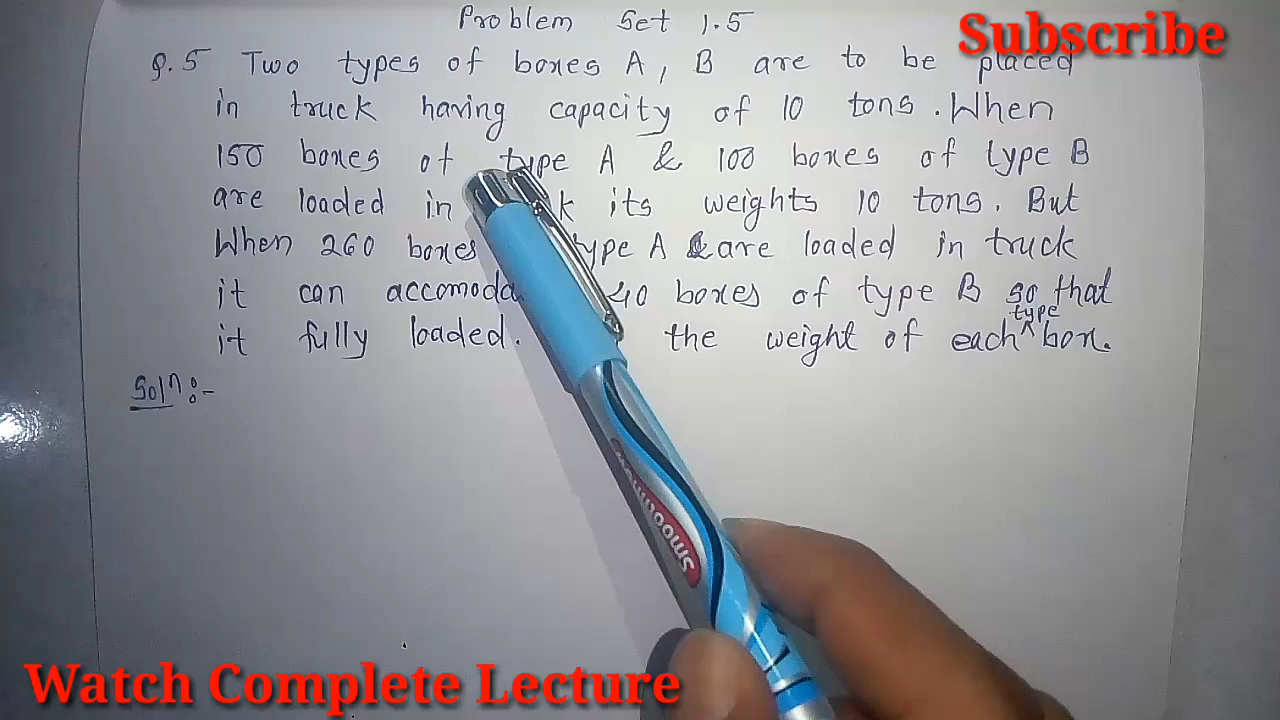 Problem Set 1.5
Subscribe
Q.5 Two types of boxes A, B are to be placed
in truck having capacity of 10 tons. When
150 boxes of type A & 100 boxes of type B
are loaded in its weights 10 tons. But
When 260 boxes type A are loaded in truck
it can 40 boxes of type B so that
it fully loaded. the weight of each type box.
Soln:-
Smooth
Watch Complete Lecture